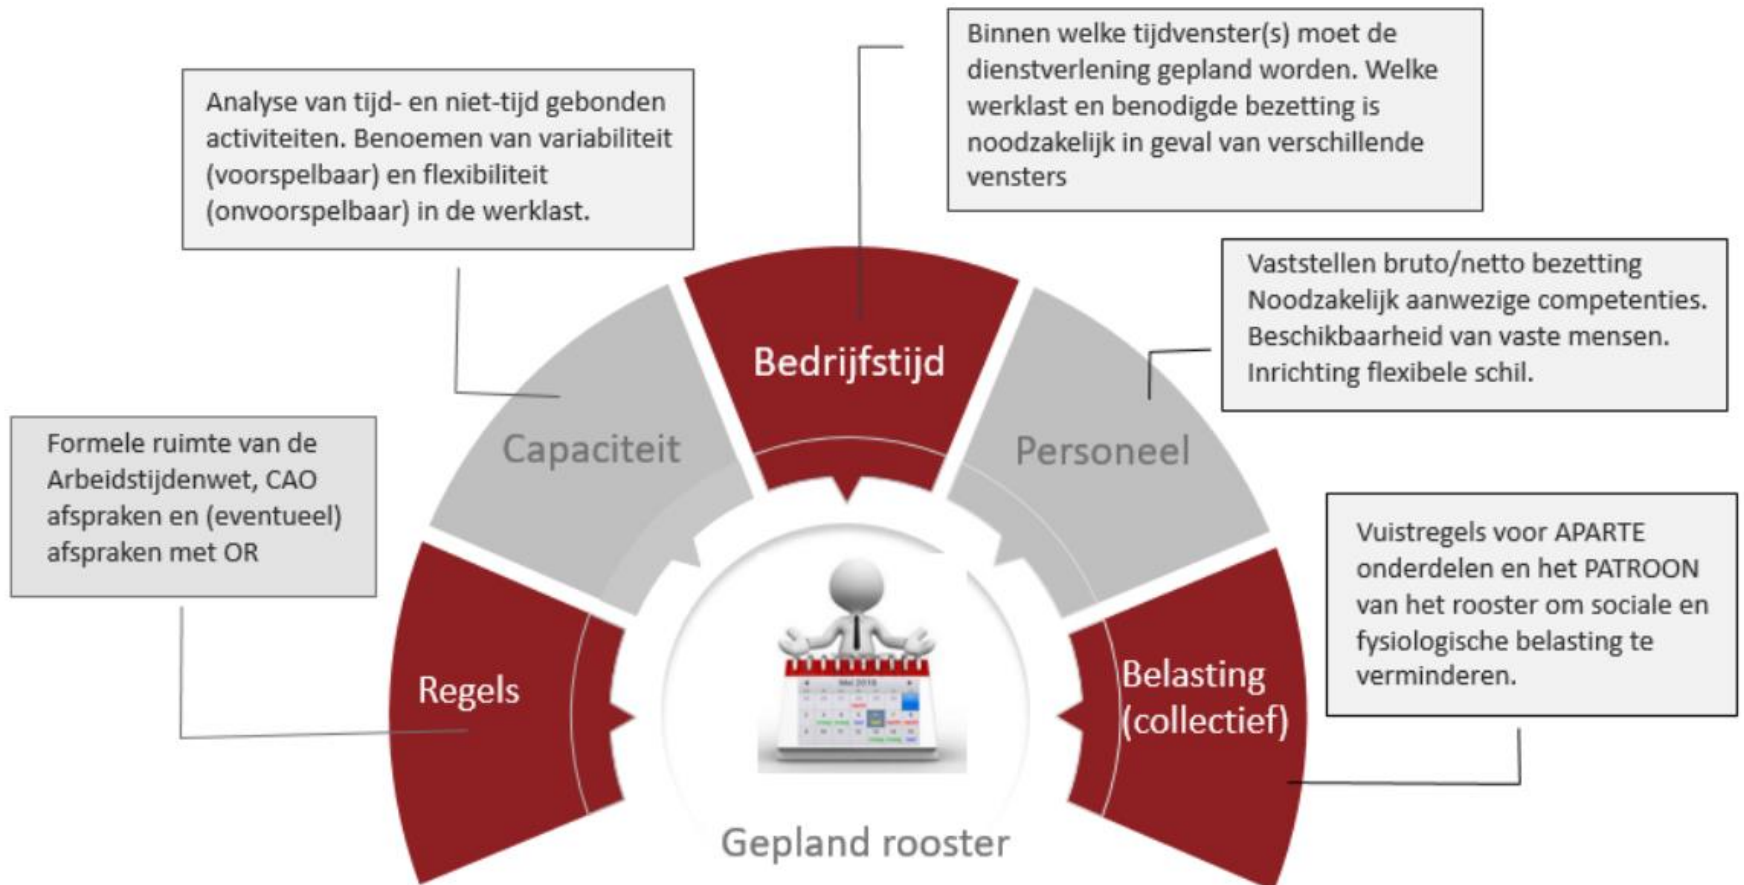 Binnen welke tijdvenster(s) moet de
dienstverlening gepland worden. Welke
werklast en benodigde bezetting is
noodzakelijk in geval van verschillende
vensters
Analyse van tijd- en niet-tijd gebonden
activiteiten. Benoemen van variabiliteit
(voorspelbaar) en flexibiliteit
(onvoorspelbaar) in de werklast.
Vaststellen bruto/netto bezetting
Noodzakelijk aanwezige competenties.
Beschikbaarheid van vaste mensen.
Inrichting flexibele schil.
Bedrijfstijd
Capaciteit
Personeel
Formele ruimte van de
Arbeidstijdenwet, CAO
afspraken en (eventueel)
afspraken met OR
Vuistregels voor APARTE
onderdelen en het PATROON
van het rooster om sociale en
fysiologische belasting te
verminderen.
Regels
Belasting
(collectief)
Mei 2016
Gepland rooster